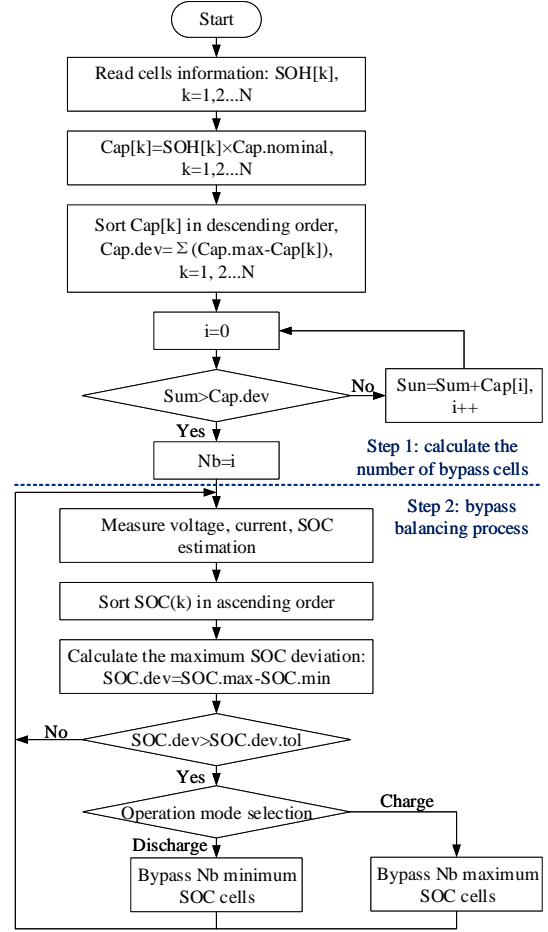 Start
Read cells information: SOH[k],
k=1,2...N
Cap[k]=SOH[k]×Cap.nominal,
k=1,2...N
Sort Cap[k] in descending order,
Cap.dev=Σ(Cap.max-Cap[k]),
k=1, 2...N
i=0
Sum>Cap.dev
No
Sun=Sum+Cap[i],
i++
Yes
Nb=i
Step 1: calculate the
number of bypass cells
Step 2: bypass
balancing process
Measure voltage, current, SOC
estimation
Sort SOC(k) in ascending order
Calculate the maximum SOC deviation:
SOC.dev=SOC.max-SOC.min
No
SOC.dev>SOC.dev.tol
Yes
Operation mode selection
Charge
Discharge
Bypass Nb minimum
SOC cells
Bypass Nb maximum
SOC cells